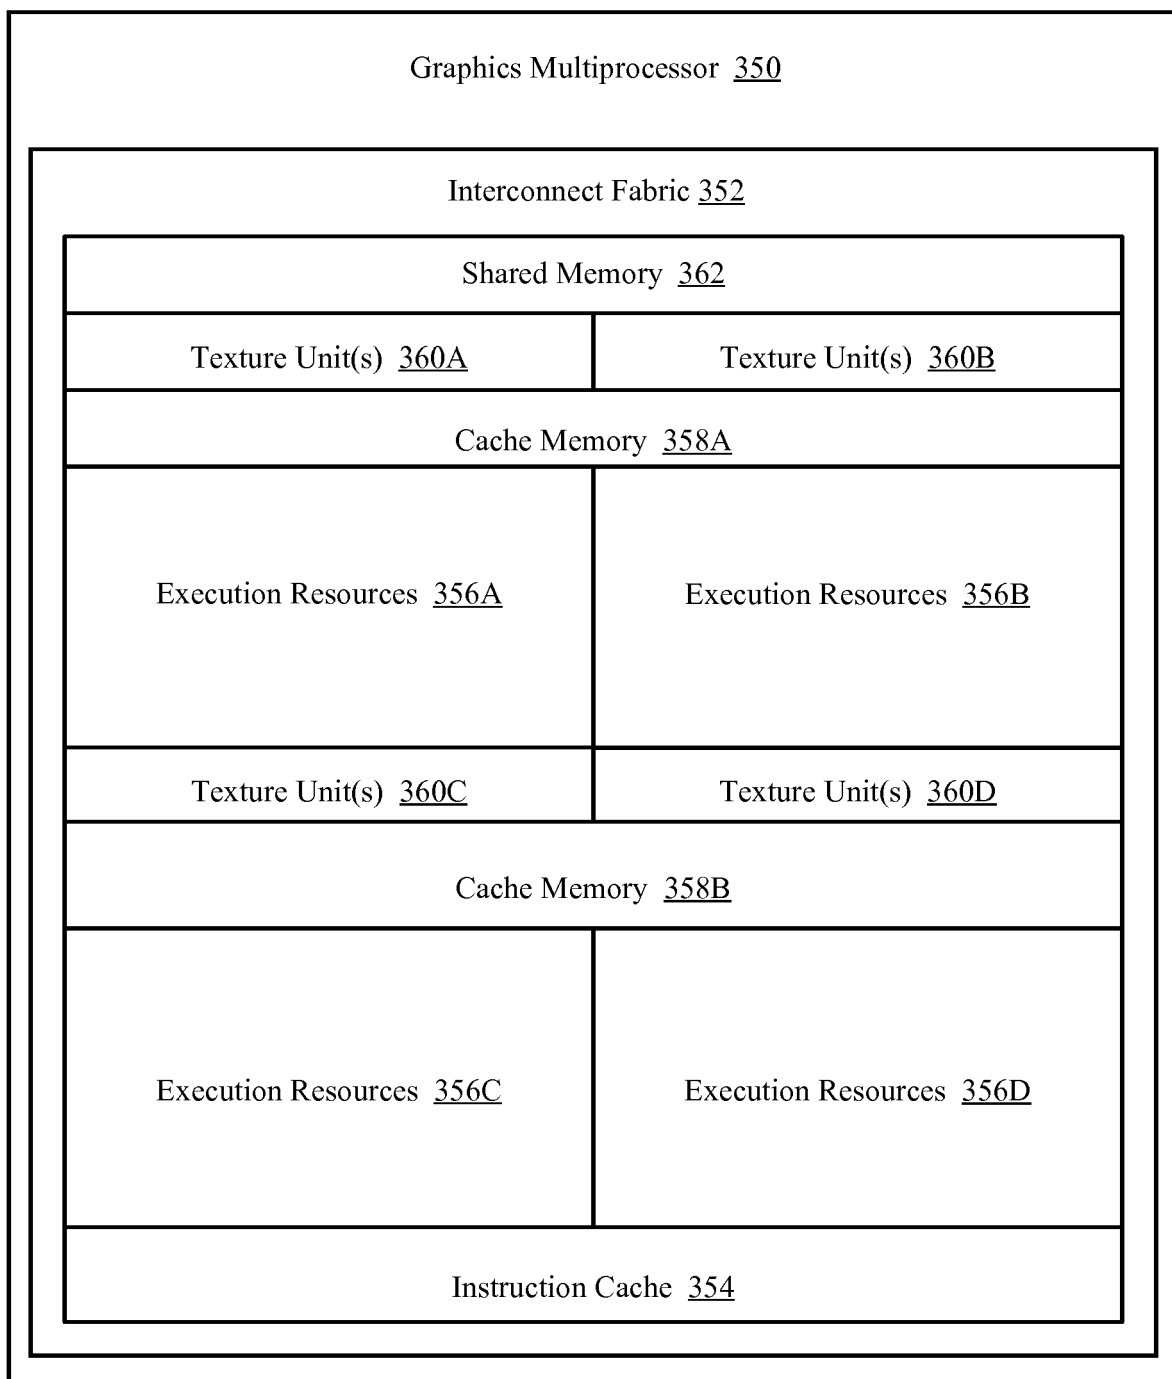 Graphics Multiprocessor 350
Interconnect Fabric 352
Shared Memory 362
Texture Unit(s) 360A
Texture Unit(s) 360B
Cache Memory 358A
Execution Resources 356A
Execution Resources 356B
Texture Unit(s) 360C
Texture Unit(s) 360D
Cache Memory 358B
Execution Resources 356C
Execution Resources 356D
Instruction Cache 354